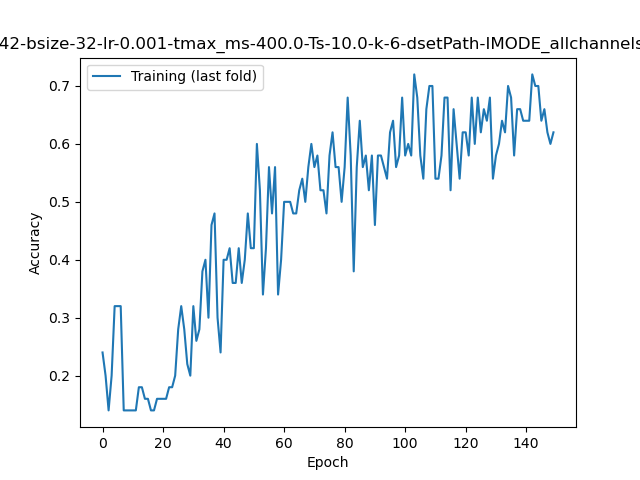 42-bsize-32-lr-0.001-tmax_ms-400.0-Ts-10.0-k-6-dsetPath-IMODE_allchannels
Training (last fold)
0.7
0.6
0.5
0.4
0.3
0.2
Accuracy
0 20 40 60 80 100 120 140
Epoch